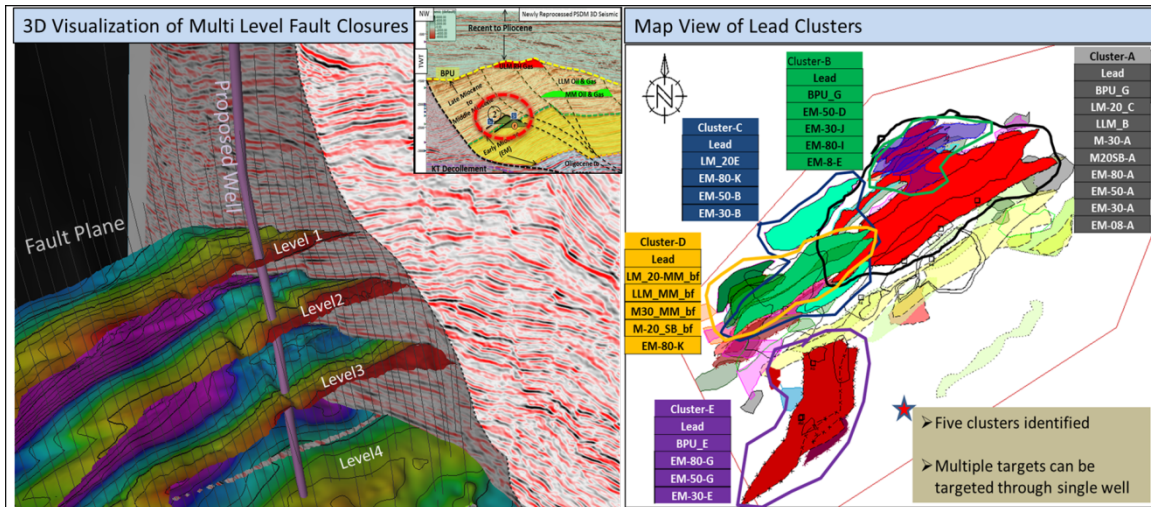 3D Visualization of Multi Level Fault Closures
NW
Newly Reprocessed PSDM 3D Seismic
Recent to Pliocene
TWT
BPU
LLM Oil & Gas
MM Oil & Gas
Late Miocene to
Early
(EM)
Oligocene to
KT Decollement
Proposed Well
Fault Plane
Level 1
Level2
Level3
Level4
Map View of Lead Clusters
N
Cluster-A
Lead
BPU_G
LM-20_C
LLM_B
M-30-A
M20SB-A
EM-80-A
EM-50-A
EM-30-A
EM-08-A
Cluster-B
Lead
BPU_G
EM-50-D
EM-30-J
EM-80-I
EM-8-E
Cluster-C
Lead
LM_20E
EM-80-K
EM-50-B
EM-30-B
Cluster-D
Lead
LM_20-MM_bf
LLM_MM_bf
M30_MM_bf
M-20_SB_bf
EM-80-K
Cluster-E
Lead
BPU_E
EM-80-G
EM-50-G
EM-30-E
➢Five clusters identified
➢Multiple targets can be
targeted through single well